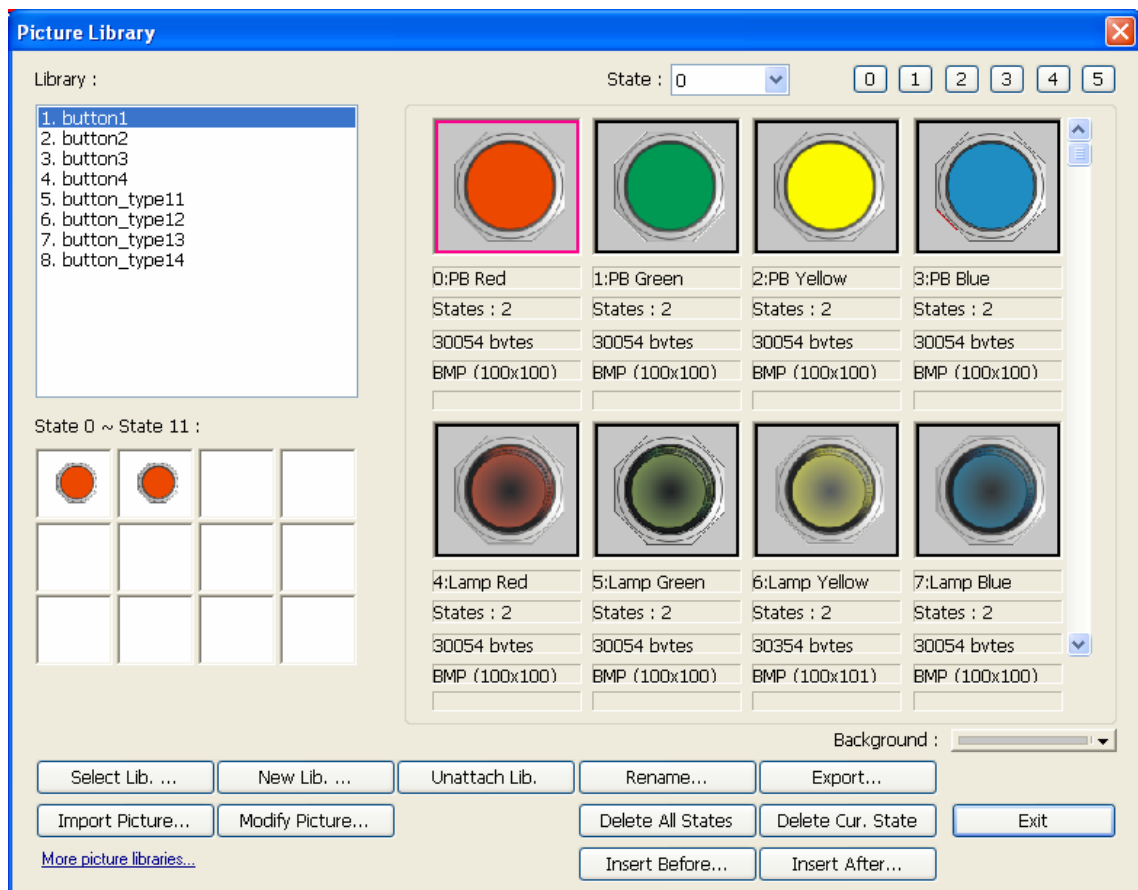 Picture Library
Library :
State : 0
0 1 2 3 4 5
1. button1
2. button2
3. button3
4. button4
5. button_type11
6. button_type12
7. button_type13
8. button_type14
0:PB Red 1:PB Green 2:PB Yellow 3:PB Blue
States : 2 States : 2 States : 2 States : 2
30054 bytes 30054 bytes 30054 bytes 30054 bytes
BMP (100x100) BMP (100x100) BMP (100x100) BMP (100x100)
State 0 ~ State 11 :
4:Lamp Red 5:Lamp Green 6:Lamp Yellow 7:Lamp Blue
States : 2 States : 2 States : 2 States : 2
30054 bytes 30054 bytes 30354 bytes 30054 bytes
BMP (100x100) BMP (100x100) BMP (100x101) BMP (100x100)
Background :
Select Lib. ... New Lib. ... Unattach Lib. Rename... Export...
Import Picture... Modify Picture... Delete All States Delete Cur. State Exit
More picture libraries... Insert Before... Insert After...